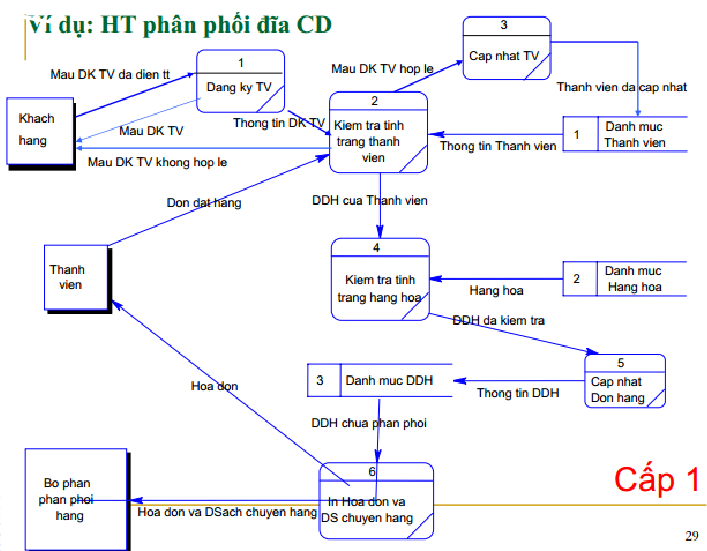 Ví dụ: HT phân phối đĩa CD
3
Cap nhat TV
1
Dang ky TV
Mau DK TV da dien tt
Mau DK TV hop le
Thanh vien da cap nhat
Khach
hang
Mau DK TV
Thong tin DK TV
2
Kiem tra tinh
trang thanh
vien
Thong tin Thanh vien
1
Danh muc
Thanh vien
Mau DK TV khong hop le
Don dat hang
DDH cua Thanh vien
Thanh
vien
4
Kiem tra tinh
trang hang hoa
Hang hoa
2
Danh muc
Hang hoa
DDH da kiem tra
5
Cap nhat
Don hang
Thong tin DDH
3
Danh muc DDH
Hoa don
DDH chua phan phoi
6
In Hoa don va
DS chuyen hang
Hoa don va DSach chuyen hang
Bo phan
phan phoi
hang
Cấp 1
29